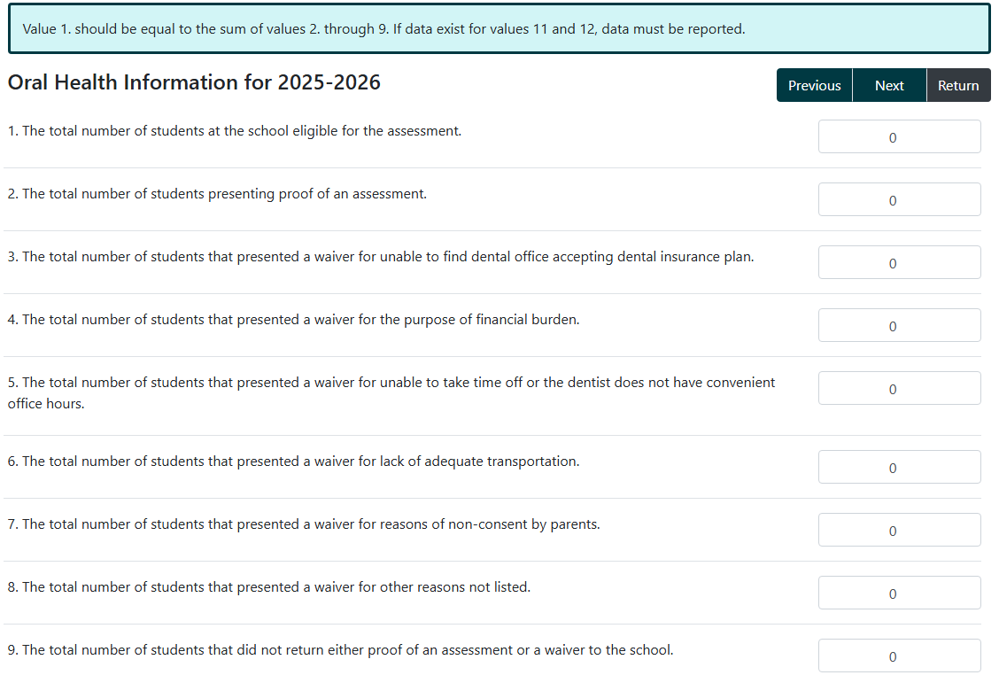 Value 1. should be equal to the sum of values 2. through 9. If data exist for values 11 and 12, data must be reported.
Oral Health Information for 2025-2026
Previous Next Return
1. The total number of students at the school eligible for the assessment.
0
2. The total number of students presenting proof of an assessment.
0
3. The total number of students that presented a waiver for unable to find dental office accepting dental insurance plan.
0
4. The total number of students that presented a waiver for the purpose of financial burden.
0
5. The total number of students that presented a waiver for unable to take time off or the dentist does not have convenient
office hours.
0
6. The total number of students that presented a waiver for lack of adequate transportation.
0
7. The total number of students that presented a waiver for reasons of non-consent by parents.
0
8. The total number of students that presented a waiver for other reasons not listed.
0
9. The total number of students that did not return either proof of an assessment or a waiver to the school.
0